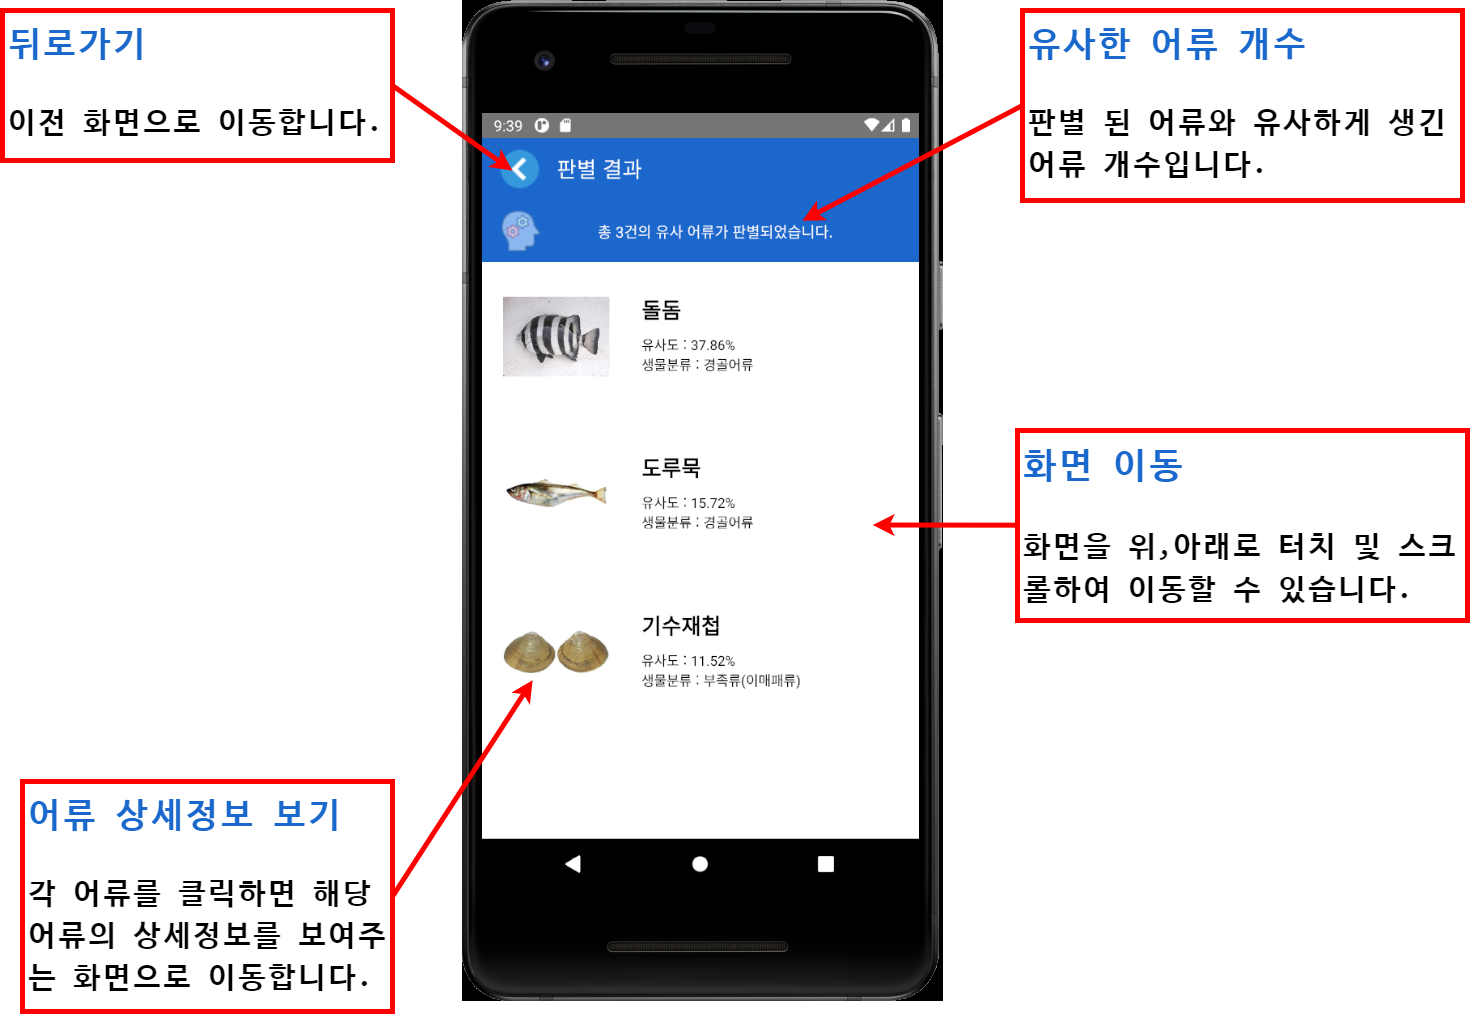 뒤로가기
이전 화면으로 이동합니다.
유사한 어류 개수
판별 된 어류와 유사하게 생긴
어류 개수입니다.
9:39
판별 결과
총 3건의 유사 어류가 판별되었습니다.
돌돔
유사도 : 37.86%
생물분류 : 경골어류
도루묵
유사도 : 15.72%
생물분류 : 경골어류
기수재첩
유사도 : 11.52%
생물분류 : 부족류(이매패류)
화면 이동
화면을 위,아래로 터치 및 스크
롤하여 이동할 수 있습니다.
어류 상세정보 보기
각 어류를 클릭하면 해당
어류의 상세정보를 보여주
는 화면으로 이동합니다.